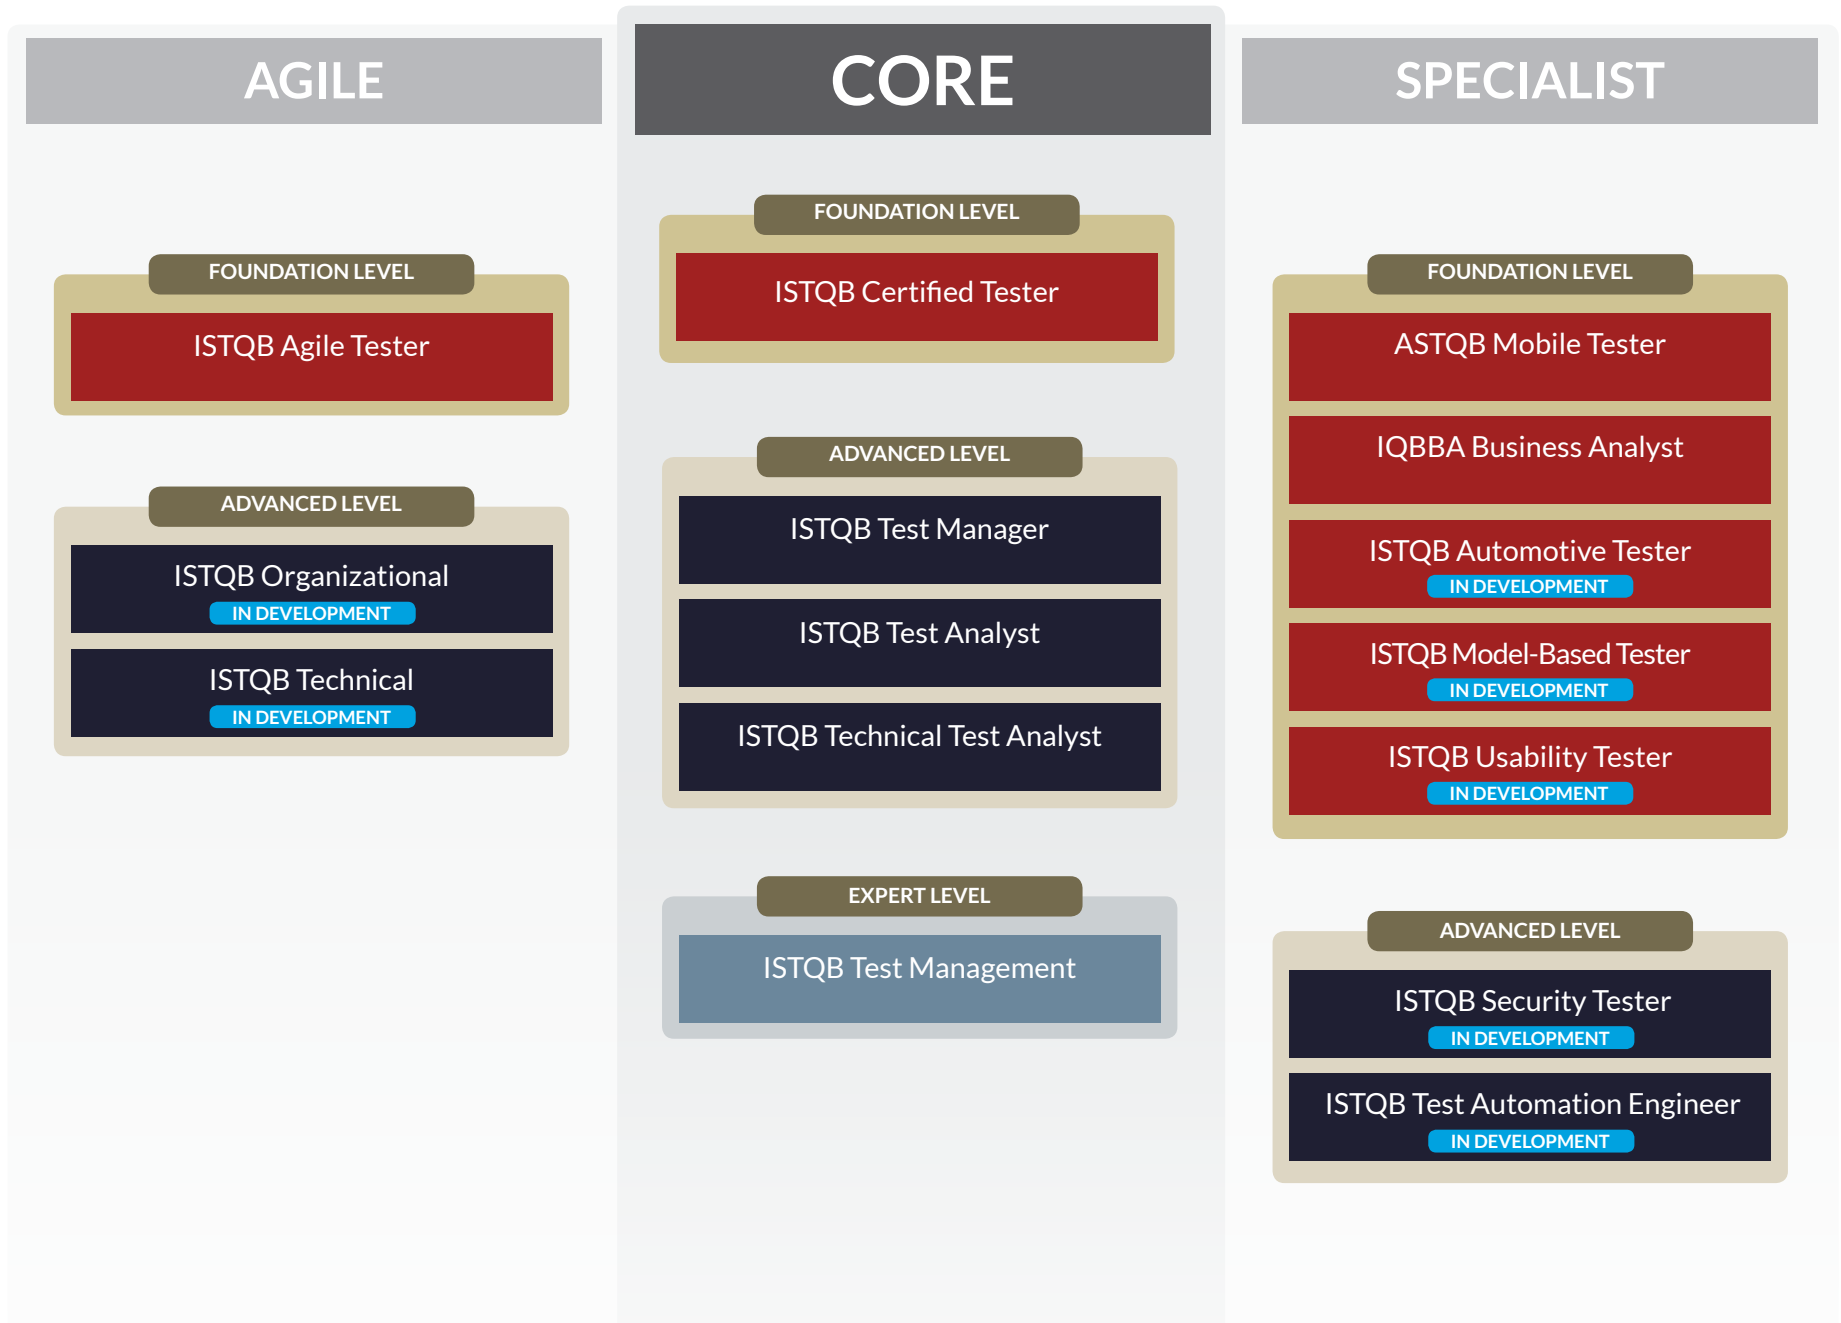 AGILE
FOUNDATION LEVEL
ISTQB Agile Tester
ADVANCED LEVEL
ISTQB Organizational
IN DEVELOPMENT
ISTQB Technical
IN DEVELOPMENT
CORE
FOUNDATION LEVEL
ISTQB Certified Tester
ADVANCED LEVEL
ISTQB Test Manager
ISTQB Test Analyst
ISTQB Technical Test Analyst
EXPERT LEVEL
ISTQB Test Management
SPECIALIST
FOUNDATION LEVEL
ASTQB Mobile Tester
IQBBA Business Analyst
ISTQB Automotive Tester
IN DEVELOPMENT
ISTQB Model-Based Tester
IN DEVELOPMENT
ISTQB Usability Tester
IN DEVELOPMENT
ADVANCED LEVEL
ISTQB Security Tester
IN DEVELOPMENT
ISTQB Test Automation Engineer
IN DEVELOPMENT